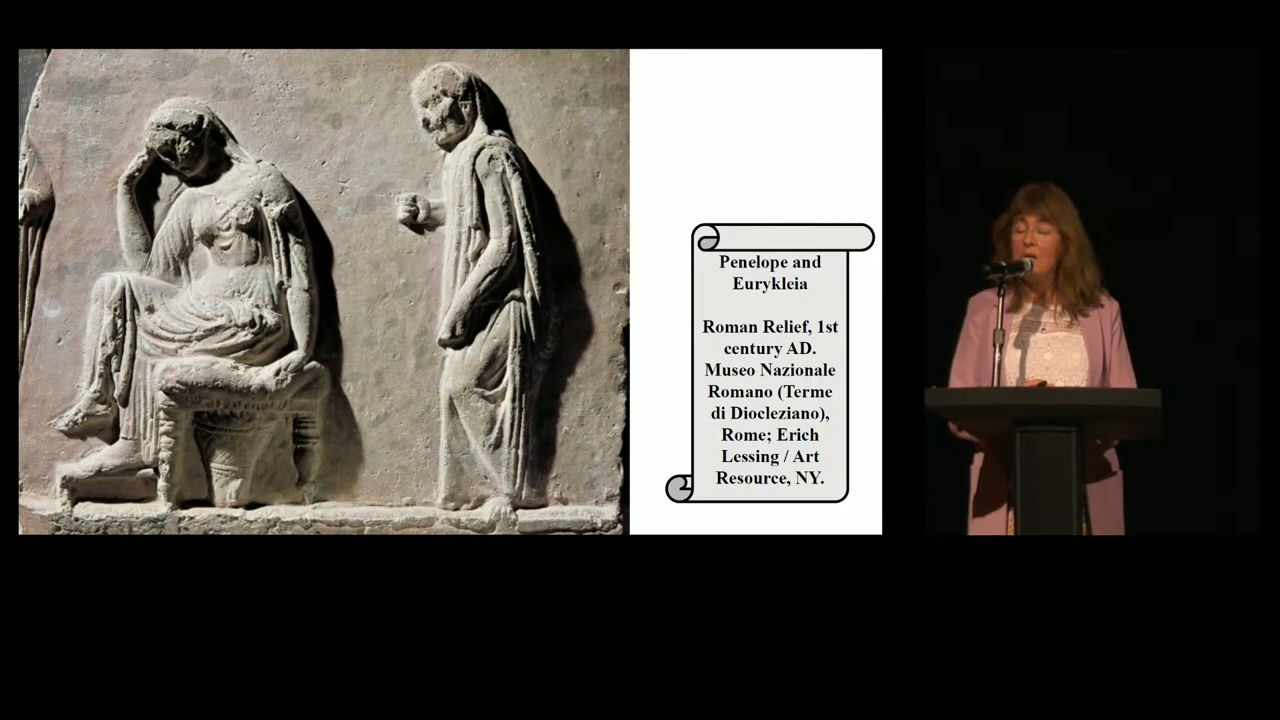 Penelope and
Eurykleia
Roman Relief, 1st
century AD.
Museo Nazionale
Romano (Terme
di Diocleziano),
Rome; Erich
Lessing / Art
Resource, NY.